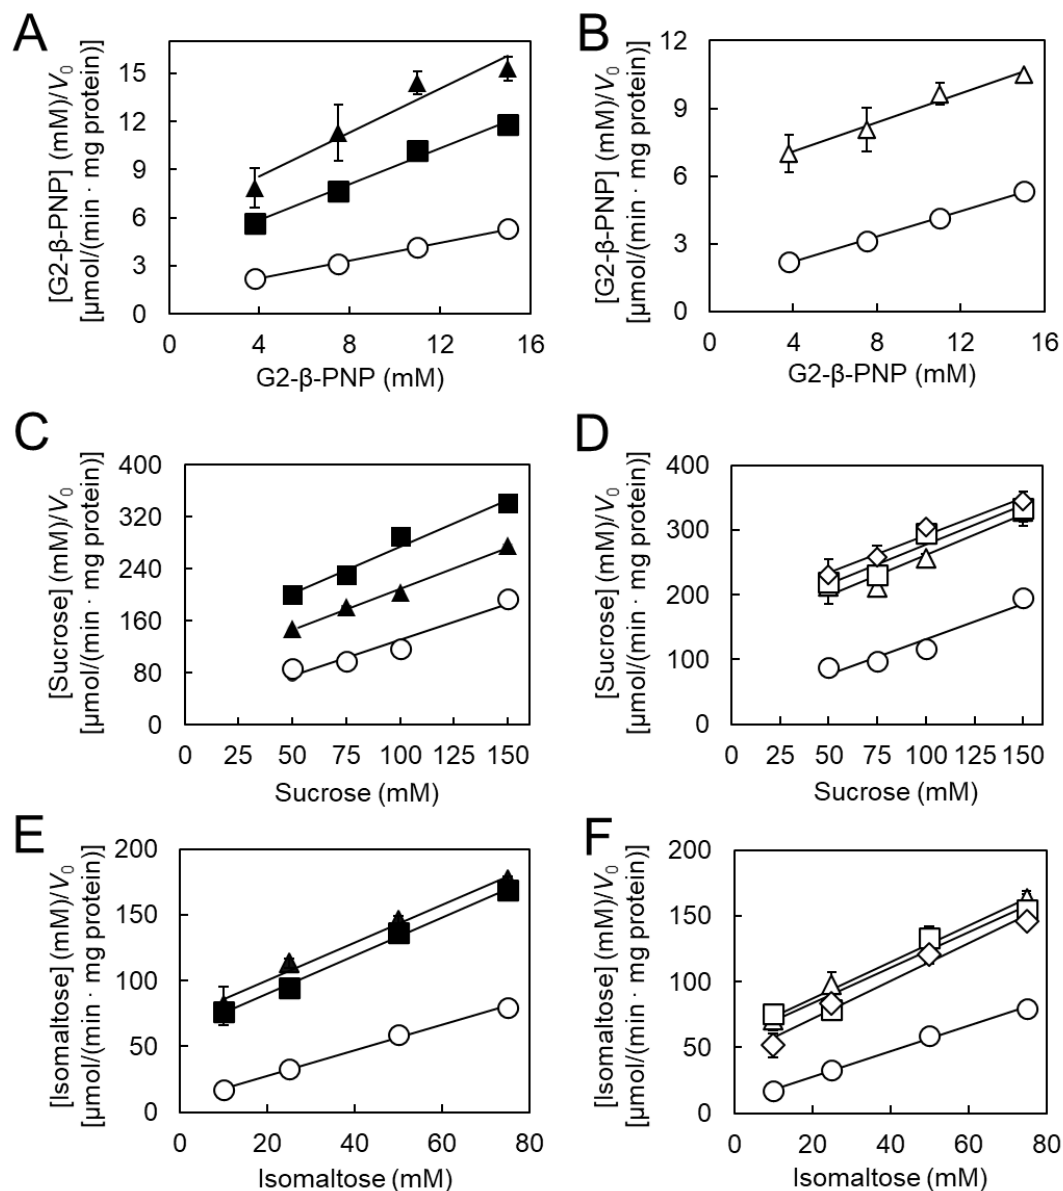 A
[G2-β-PNP] (mM)/V0
[μmol/(min · mg protein)]
15
12
9
6
3
0
0 4 8 12 16
G2-β-PNP (mM)
B
[G2-β-PNP] (mM)/V0
[μmol/(min · mg protein)]
12
9
6
3
0
0 4 8 12 16
G2-β-PNP (mM)
C
[Sucrose] (mM)/V0
[μmol/(min · mg protein)]
400
320
240
160
80
0
0 25 50 75 100 125 150
Sucrose (mM)
D
[Sucrose] (mM)/V0
[μmol/(min · mg protein)]
400
300
200
100
0
0 25 50 75 100 125 150
Sucrose (mM)
E
[Isomaltose] (mM)/V0
[μmol/(min · mg protein)]
200
150
100
50
0
0 20 40 60 80
Isomaltose (mM)
F
[Isomaltose] (mM)/V0
[μmol/(min · mg protein)]
200
150
100
50
0
0 20 40 60 80
Isomaltose (mM)